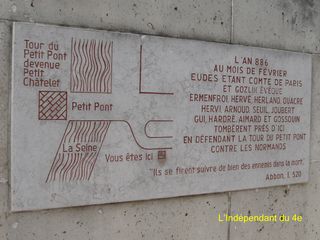 Tour du
Petit Pont
devenue
Petit
Châtelet
Petit Pont
La Seine
Vous êtes ici
L'AN 886
AU MOIS DE FÉVRIER
EUDES ETANT COMTE DE PARIS
ET GOZLIN ÉVÊQUE
ERMENFROI, HERVÉ, HERLAND, OUACRE
HERVI, ARNOUD, SEUIL, JOUBERT
GUI, HARDRÉ, AIMARD ET GOSSOUIN
TOMBÈRENT PRÈS D'ICI
EN DÉFENDANT LA TOUR DU PETIT PONT
CONTRE LES NORMANDS
"Ils se firent suivre de bien des ennemis dans la mort".
Abbon, I. 520
L'Indépendant du 4e